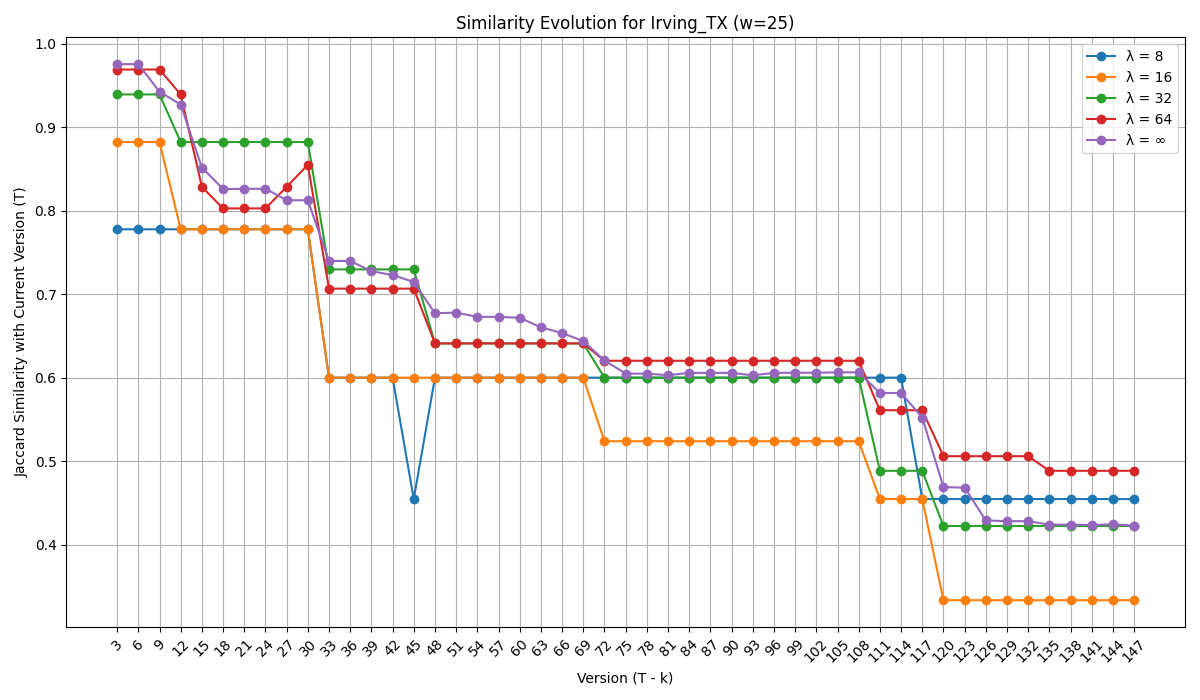 Similarity Evolution for Irving_TX (w=25)
λ = 8
λ = 16
λ = 32
λ = 64
λ = ∞
Jaccard Similarity with Current Version (T)
1.0
0.9
0.8
0.7
0.6
0.5
0.4
3 6 9 12 15 18 21 24 27 30 33 36 39 42 45 48 51 54 57 60 63 66 69 72 75 78 81 84 87 90 93 96 99 102 105 108 111 114 117 120 123 126 129 132 135 138 141 144 147
Version (T - k)